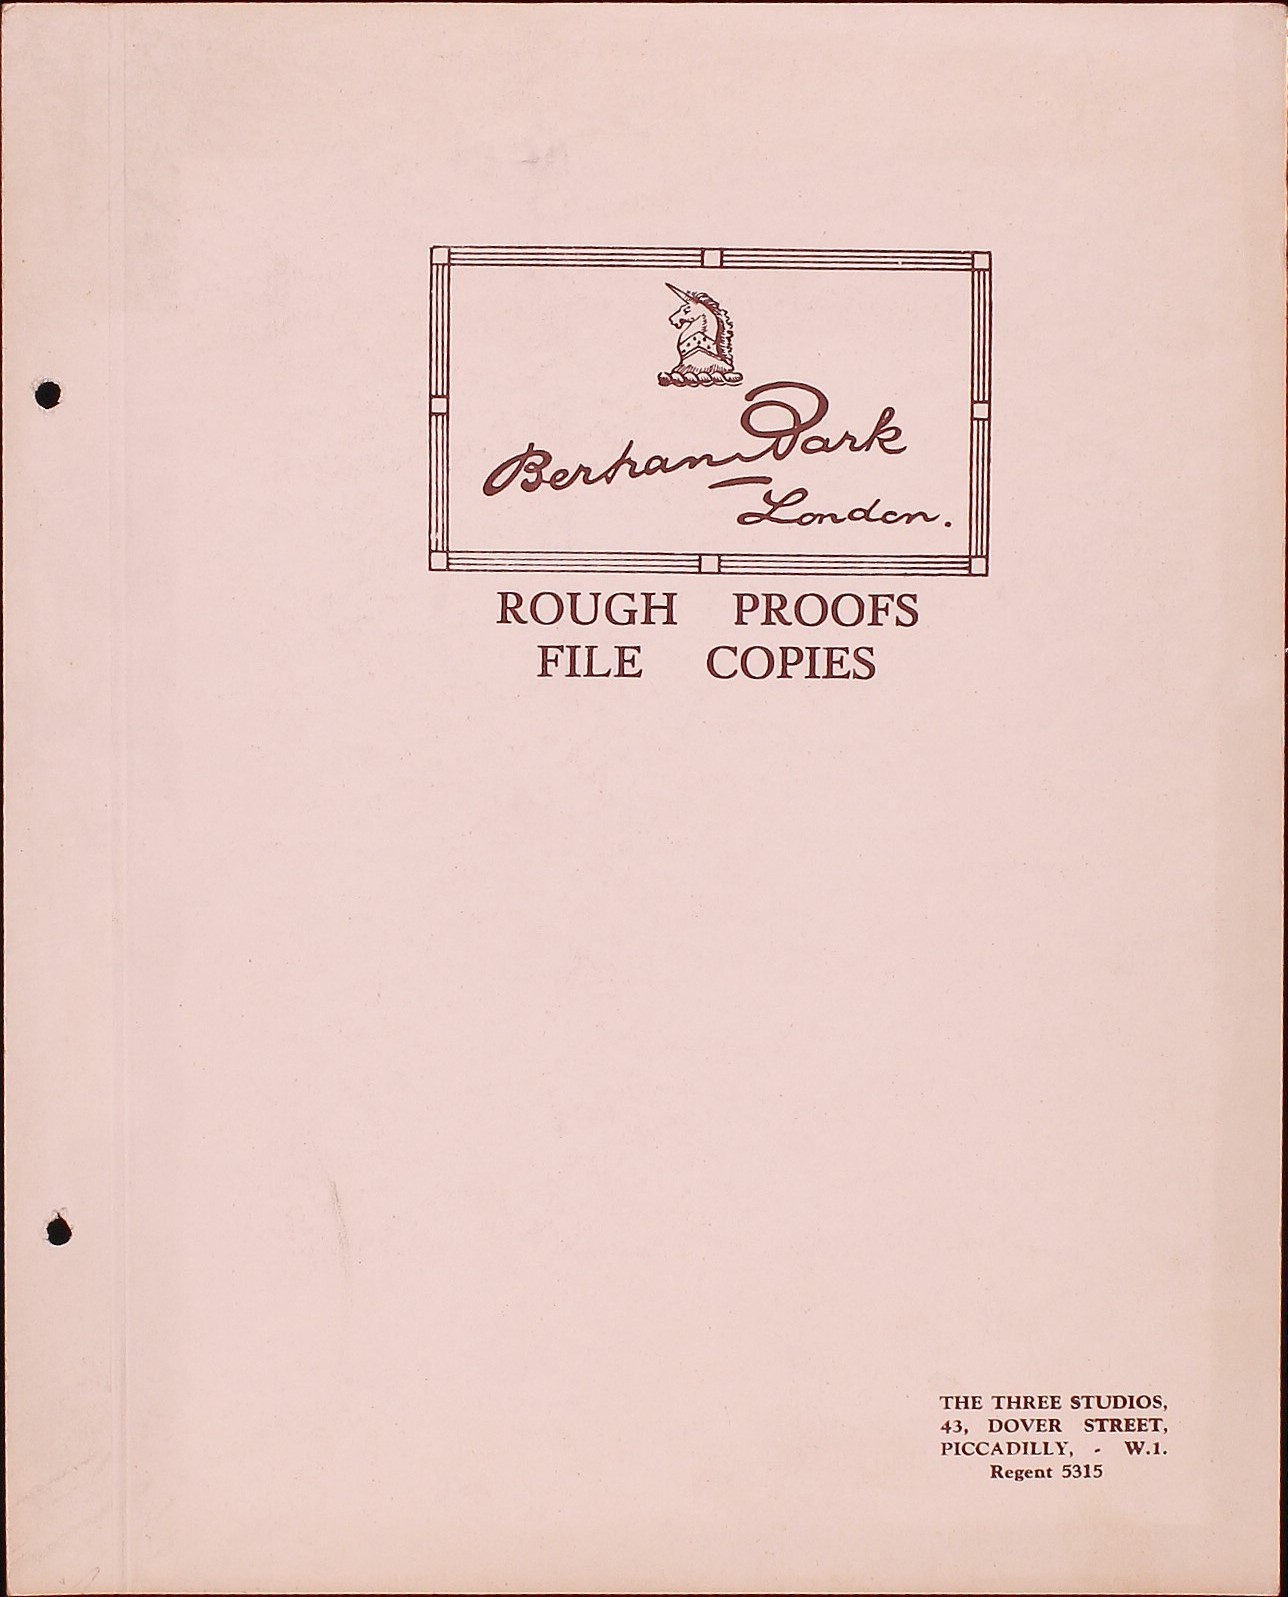 Bertram Park
London.
ROUGH PROOFS
FILE COPIES
THE THREE STUDIOS,
43, DOVER STREET,
PICCADILLY, - W.1.
Regent 5315